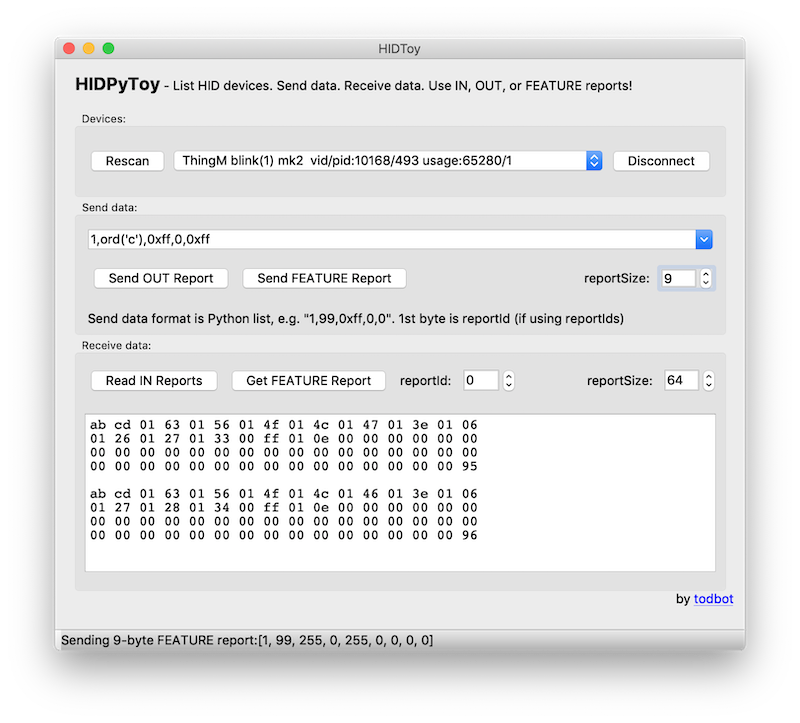 HIDToy
HIDPyToy - List HID devices. Send data. Receive data. Use IN, OUT, or FEATURE reports!
Devices:
Rescan ThingM blink(1) mk2 vid/pid:10168/493 usage:65280/1 Disconnect
Send data:
1,ord('c'),0xff,0,0xff
Send OUT Report Send FEATURE Report reportSize: 9
Send data format is Python list, e.g. "1,99,0xff,0,0". 1st byte is reportId (if using reportIds)
Receive data:
Read IN Reports Get FEATURE Report reportId: 0 reportSize: 64
ab cd 01 63 01 56 01 4f 01 4c 01 47 01 3e 01 06
01 26 01 27 01 33 00 ff 01 0e 00 00 00 00 00 00
00 00 00 00 00 00 00 00 00 00 00 00 00 00 00 00
00 00 00 00 00 00 00 00 00 00 00 00 00 00 00 95
ab cd 01 63 01 56 01 4f 01 4c 01 46 01 3e 01 06
01 27 01 28 01 34 00 ff 01 0e 00 00 00 00 00 00
00 00 00 00 00 00 00 00 00 00 00 00 00 00 00 00
00 00 00 00 00 00 00 00 00 00 00 00 00 00 00 96
by todbot
Sending 9-byte FEATURE report:[1, 99, 255, 0, 255, 0, 0, 0, 0]